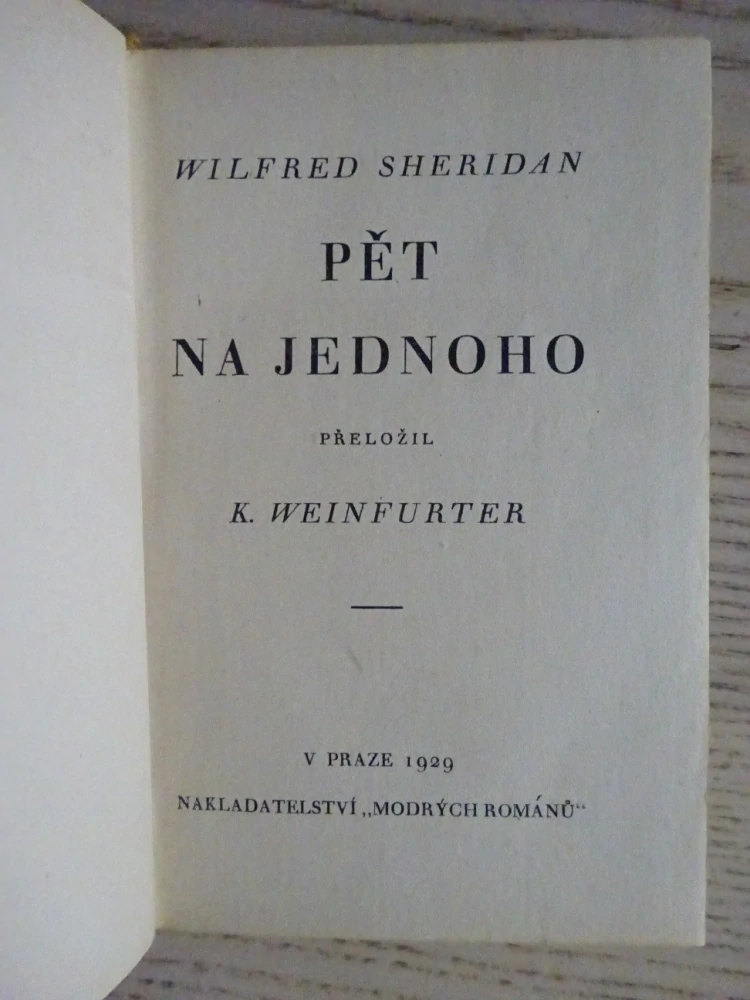 WILFRED SHERIDAN
PĚT
NA JEDNOHO
PŘELOŽIL
K. WEINFURTER
V PRAZE 1929
NAKLADATELSTVÍ „MODRÝCH ROMÁNŮ“